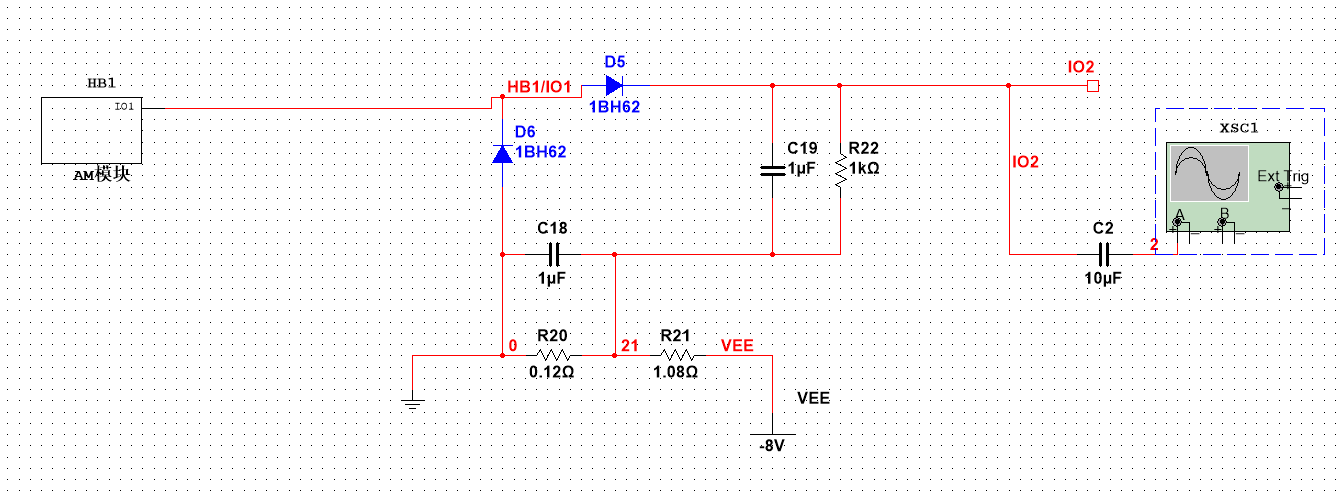 HB1
IO1
AM模块
HB1/IO1
D5
1BH62
D6
1BH62
C19
1µF
R22
1kΩ
IO2
IO2
XSC1
Ext Trig
A
B
C18
1µF
C2
10µF
2
0
R20
0.12Ω
21
R21
1.08Ω
VEE
VEE
-8V